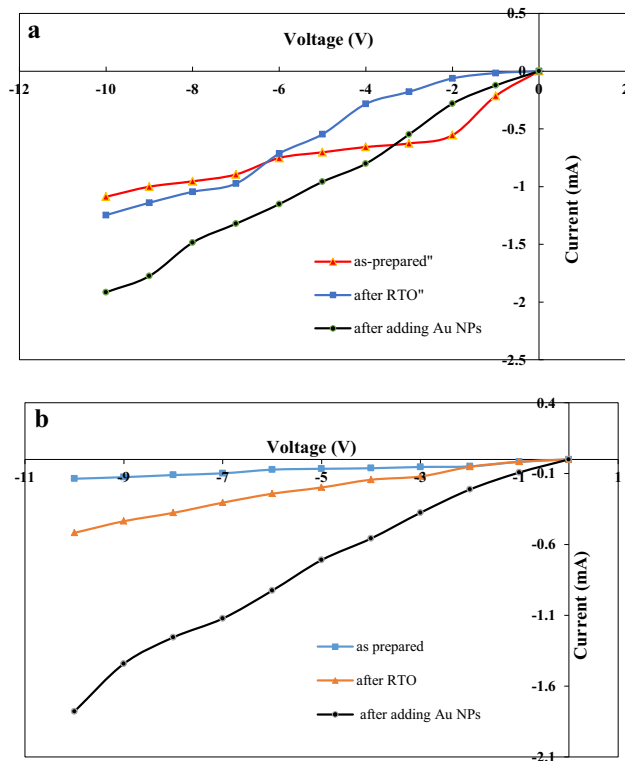 0.5
a
Voltage (V)
0
-12 -10 -8 -6 -4 -2 0 2
-0.5
-1
-1.5
-2
-2.5
Current (mA)
as-prepared"
after RTO"
after adding Au NPs
0.4
b
Voltage (V)
-11 -9 -7 -5 -3 -1 1
-0.1
-0.6
-1.1
-1.6
-2.1
Current (mA)
as prepared
after RTO
after adding Au NPs